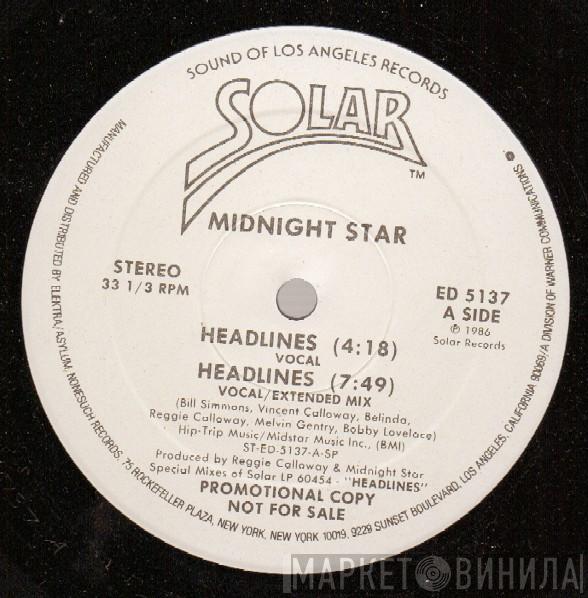 SOUND OF LOS ANGELES RECORDS
SOLAR
TM
MIDNIGHT STAR
STEREO
33 1/3 RPM
ED 5137
A SIDE
℗ 1986
Solar Records
HEADLINES (4:18)
VOCAL
HEADLINES (7:49)
VOCAL/EXTENDED MIX
(Bill Simmons, Vincent Calloway, Belinda,
Reggie Calloway, Melvin Gentry, Bobby Lovelace)
Hip-Trip Music/Midstar Music Inc., (BMI)
ST-ED-5137-A-SP
Produced by Reggie Calloway & Midnight Star
Special Mixes of Solar LP 60454 - "HEADLINES"
PROMOTIONAL COPY
NOT FOR SALE
MANUFACTURED AND DISTRIBUTED BY ELEKTRA/ASYLUM/NONESUCH RECORDS, 75 ROCKEFELLER PLAZA, NEW YORK, NEW YORK 10019, 9229 SUNSET BOULEVARD, LOS ANGELES, CALIFORNIA 90069/A DIVISION OF WARNER COMMUNICATIONS
МАРКЕТ ВИНИЛА